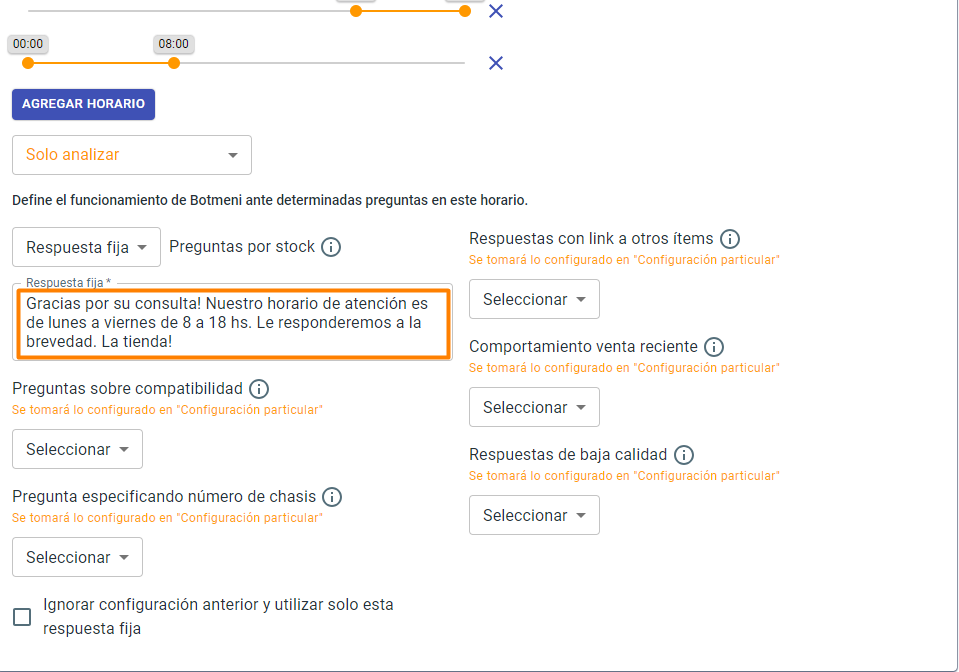 00:00
08:00
AGREGAR HORARIO
Solo analizar
Define el funcionamiento de Botmeni ante determinadas preguntas en este horario.
Respuesta fija
Preguntas por stock
Respuesta fija *
Gracias por su consulta! Nuestro horario de atención es
de lunes a viernes de 8 a 18 hs. Le responderemos a la
brevedad. La tienda!
Preguntas sobre compatibilidad
Se tomará lo configurado en "Configuración particular"
Seleccionar
Pregunta especificando número de chasis
Se tomará lo configurado en "Configuración particular"
Seleccionar
Respuestas con link a otros ítems
Se tomará lo configurado en "Configuración particular"
Seleccionar
Comportamiento venta reciente
Se tomará lo configurado en "Configuración particular"
Seleccionar
Respuestas de baja calidad
Se tomará lo configurado en "Configuración particular"
Seleccionar
Ignorar configuración anterior y utilizar solo esta
respuesta fija